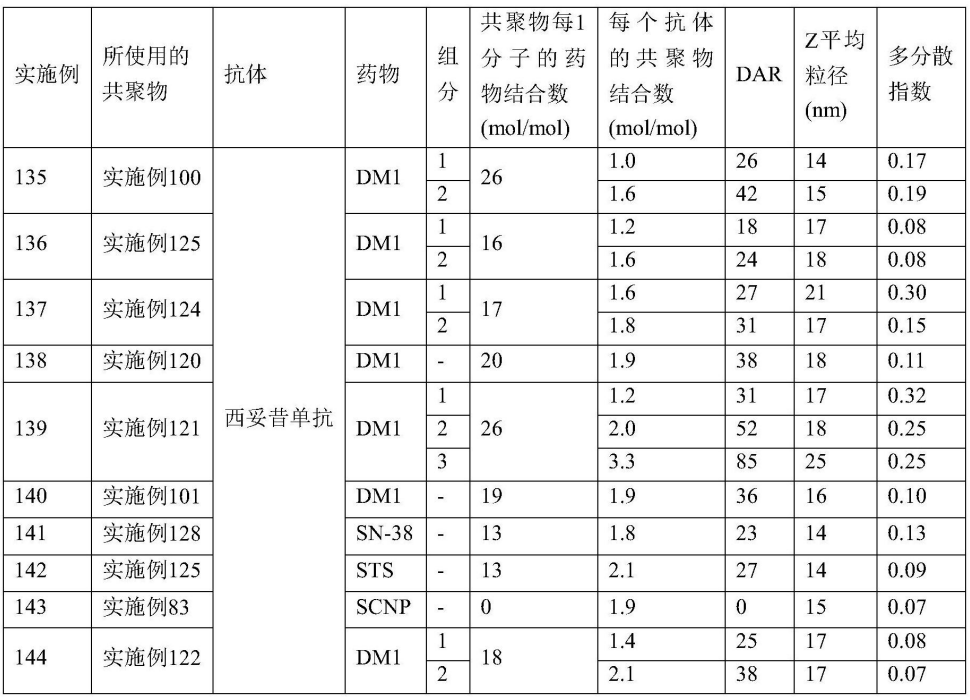 实施例 所使用的共聚物 抗体 药物 组分 共聚物每1分子的药物结合数(mol/mol) 每个抗体的共聚物结合数(mol/mol) DAR Z平均粒径(nm) 多分散指数
135 实施例100 西妥昔单抗 DM1 1 26 1.0 26 14 0.17
2 1.6 42 15 0.19
136 实施例125 DM1 1 16 1.2 18 17 0.08
2 1.6 24 18 0.08
137 实施例124 DM1 1 17 1.6 27 21 0.30
2 1.8 31 17 0.15
138 实施例120 DM1 - 20 1.9 38 18 0.11
139 实施例121 DM1 1 26 1.2 31 17 0.32
2 2.0 52 18 0.25
3 3.3 85 25 0.25
140 实施例101 DM1 - 19 1.9 36 16 0.10
141 实施例128 SN-38 - 13 1.8 23 14 0.13
142 实施例125 STS - 13 2.1 27 14 0.09
143 实施例83 SCNP - 0 1.9 0 15 0.07
144 实施例122 DM1 1 18 1.4 25 17 0.08
2 2.1 38 17 0.07